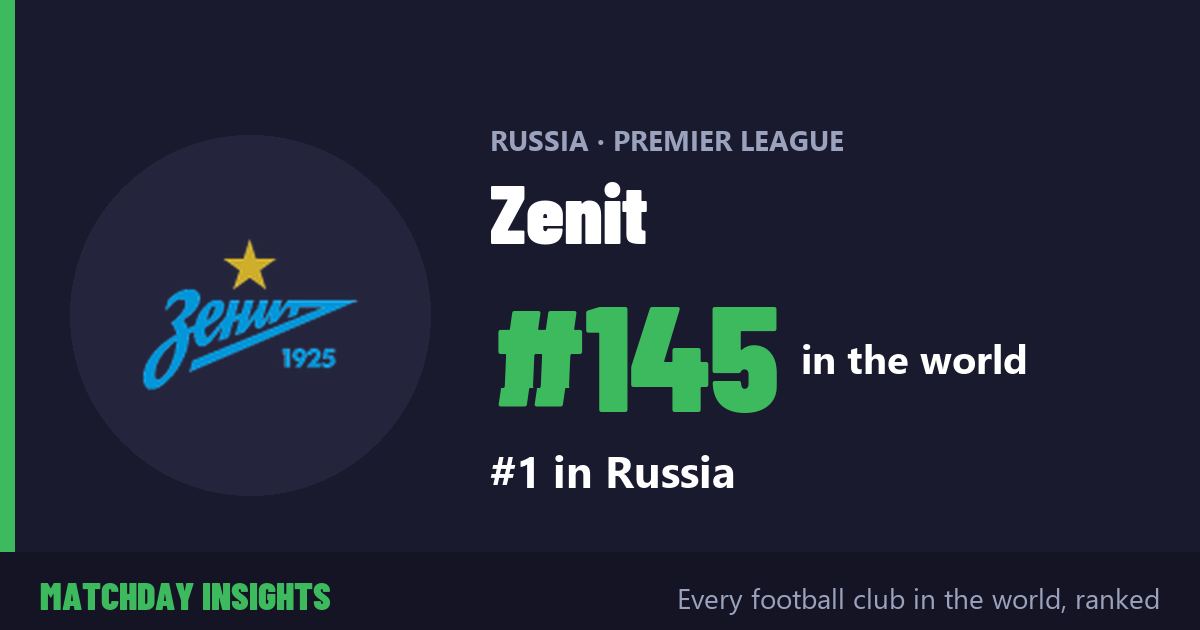 RUSSIA · PREMIER LEAGUE
Zenit
Зенит
1925
#145 in the world
#1 in Russia
MATCHDAY INSIGHTS
Every football club in the world, ranked